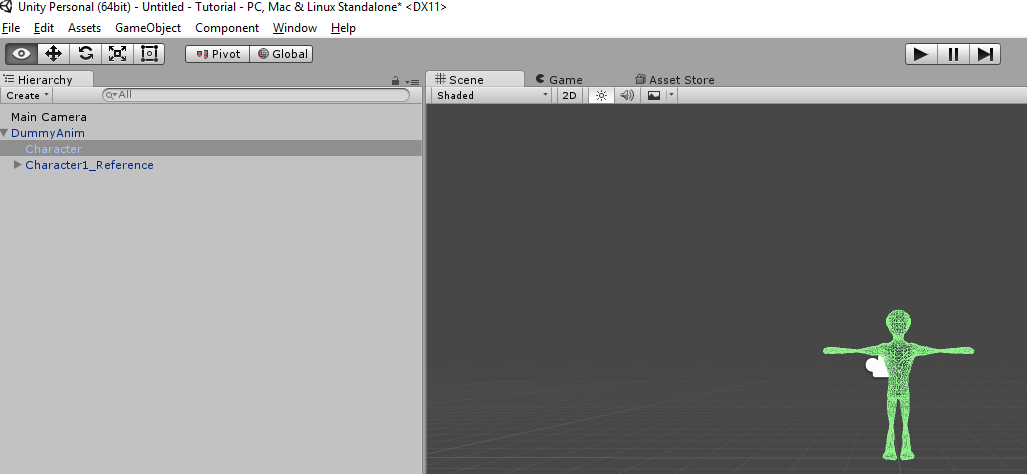 Unity Personal (64bit) - Untitled - Tutorial - PC, Mac & Linux Standalone* <DX11>
File Edit Assets GameObject Component Window Help
Pivot Global
Hierarchy Scene Game Asset Store
Create All Shaded 2D
Main Camera
DummyAnim
Character
Character1_Reference